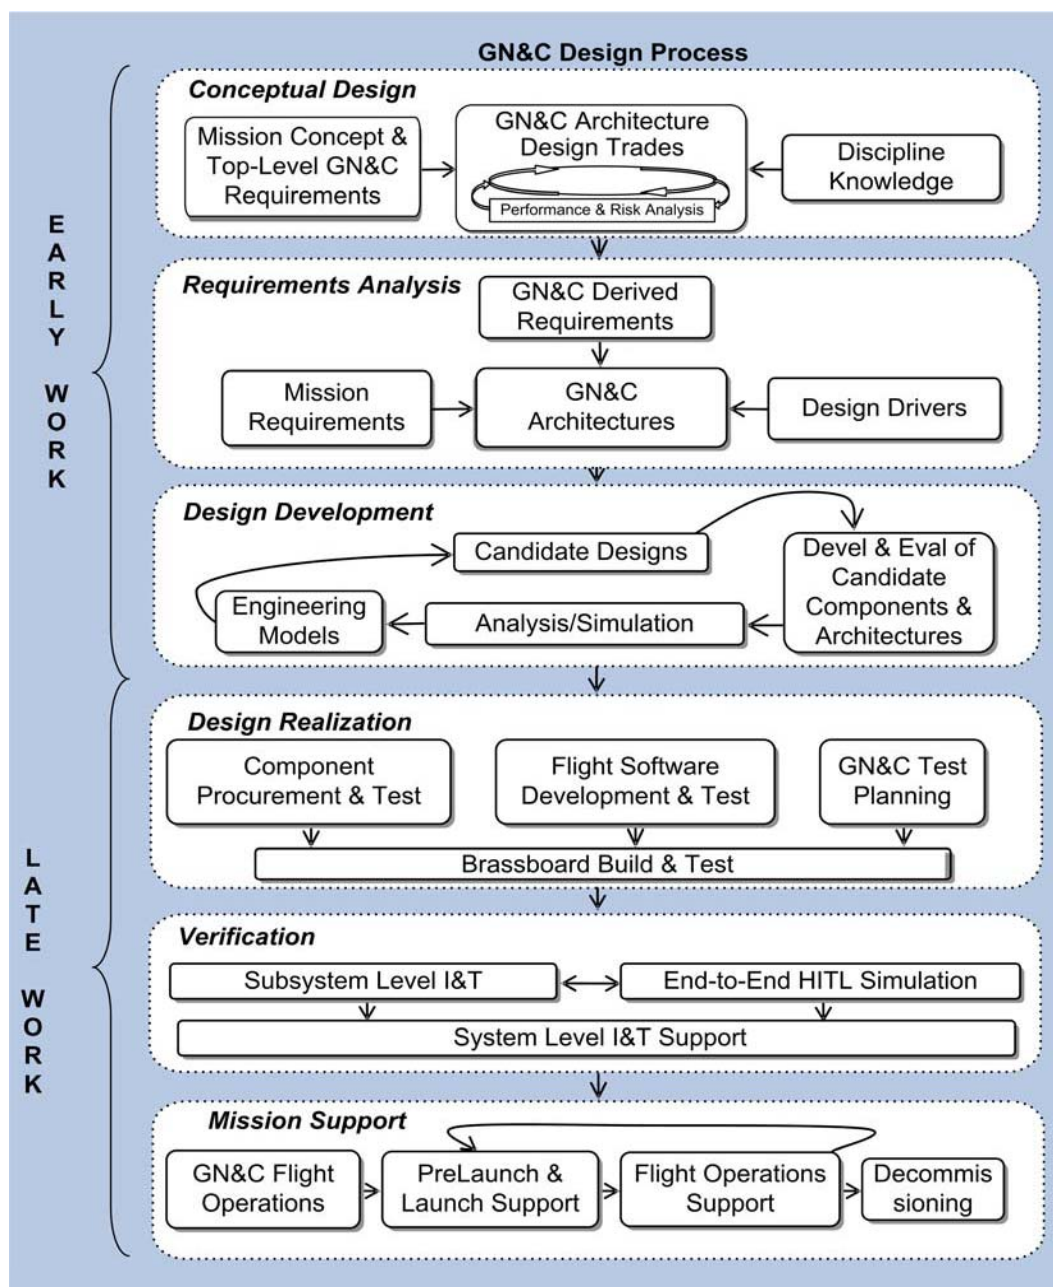 GN&C Design Process
EARLY WORK
Conceptual Design
Mission Concept &
Top-Level GN&C
Requirements
GN&C Architecture
Design Trades
Performance & Risk Analysis
Discipline
Knowledge
Requirements Analysis
GN&C Derived
Requirements
Mission
Requirements
GN&C
Architectures
Design Drivers
Design Development
Candidate Designs
Devel & Eval of
Candidate
Components &
Architectures
Engineering
Models
Analysis/Simulation
LATE WORK
Design Realization
Component
Procurement & Test
Flight Software
Development & Test
GN&C Test
Planning
Brassboard Build & Test
Verification
Subsystem Level I&T
End-to-End HITL Simulation
System Level I&T Support
Mission Support
GN&C Flight
Operations
PreLaunch &
Launch Support
Flight Operations
Support
Decommis
sioning